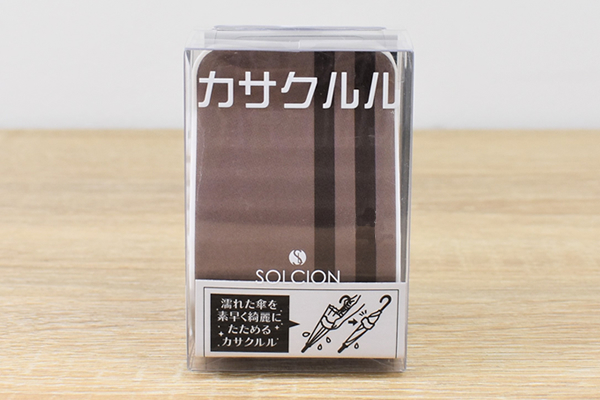 カサクルル
SOLCION
濡れた傘を
素早く綺麗に
たためる
カサクルル